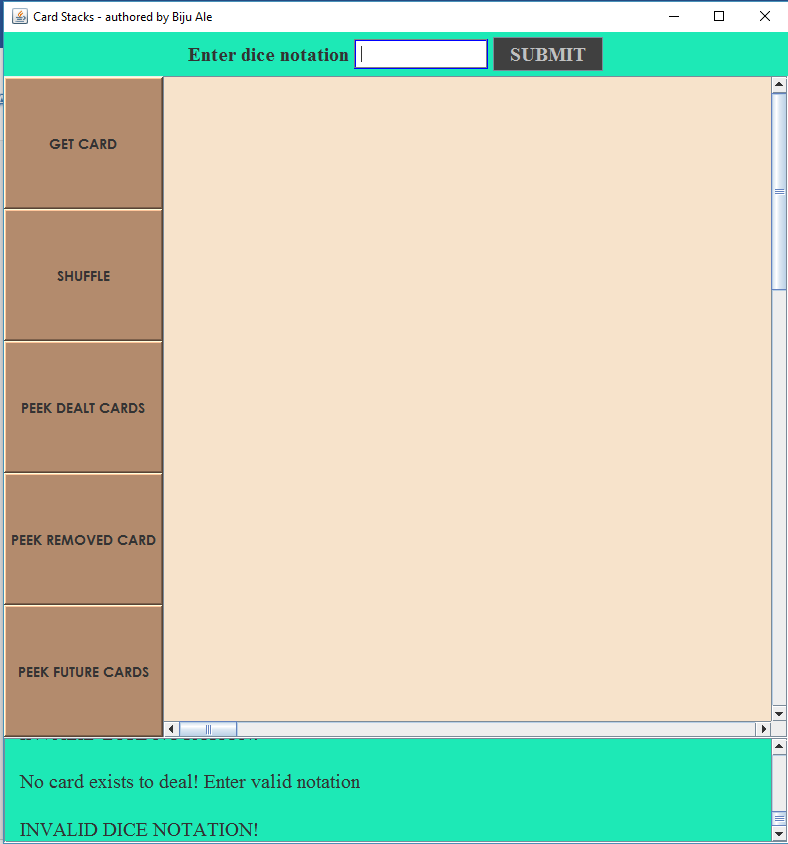 Card Stacks - authored by Biju Ale
Enter dice notation SUBMIT
GET CARD
SHUFFLE
PEEK DEALT CARDS
PEEK REMOVED CARD
PEEK FUTURE CARDS
No card exists to deal! Enter valid notation
INVALID DICE NOTATION!